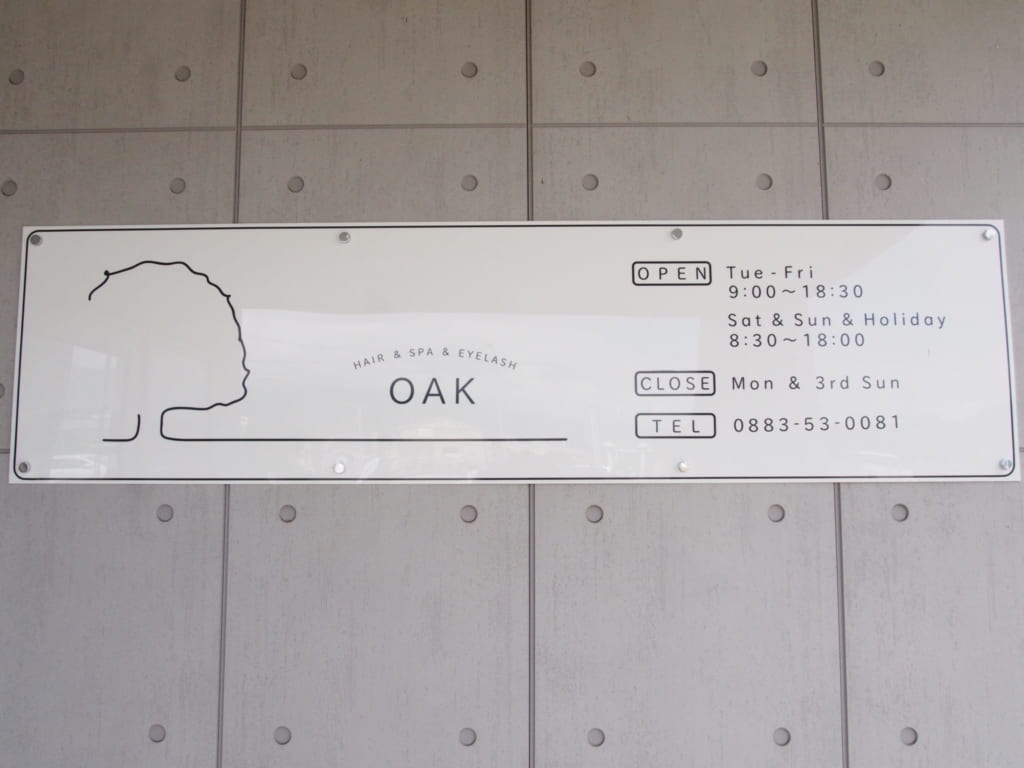 HAIR & SPA & EYELASH
OAK
OPEN Tue - Fri
9:00～18:30
Sat & Sun & Holiday
8:30～18:00
CLOSE Mon & 3rd Sun
TEL 0883-53-0081